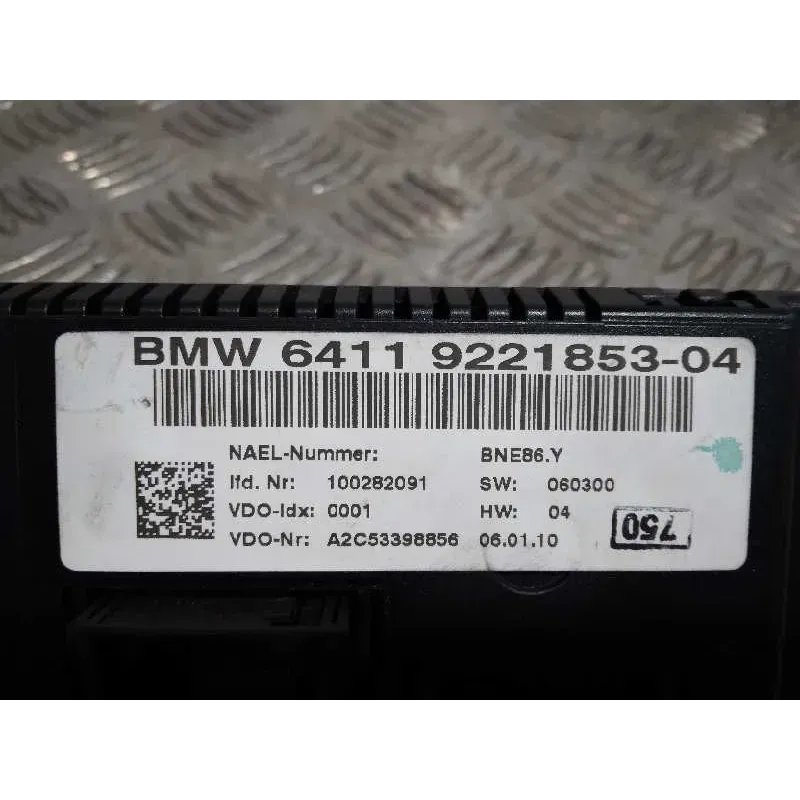 BMW 6411 9221853-04
NAEL-Nummer: BNE86.Y
lfd. Nr: 100282091 SW: 060300
VDO-Idx: 0001 HW: 04
VDO-Nr: A2C53398856 06.01.10
750